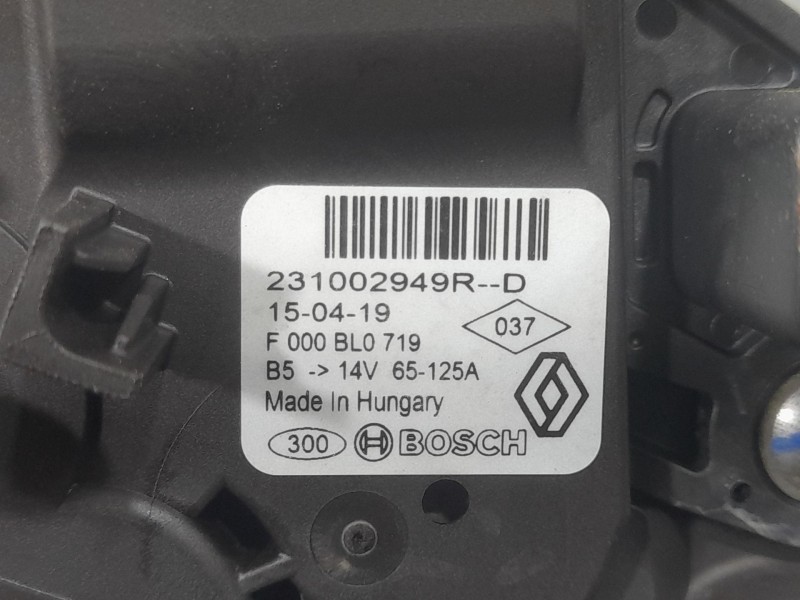 231002949R--D
15-04-19
037
F 000 BL0 719
B5 -> 14V 65-125A
Made In Hungary
300 BOSCH